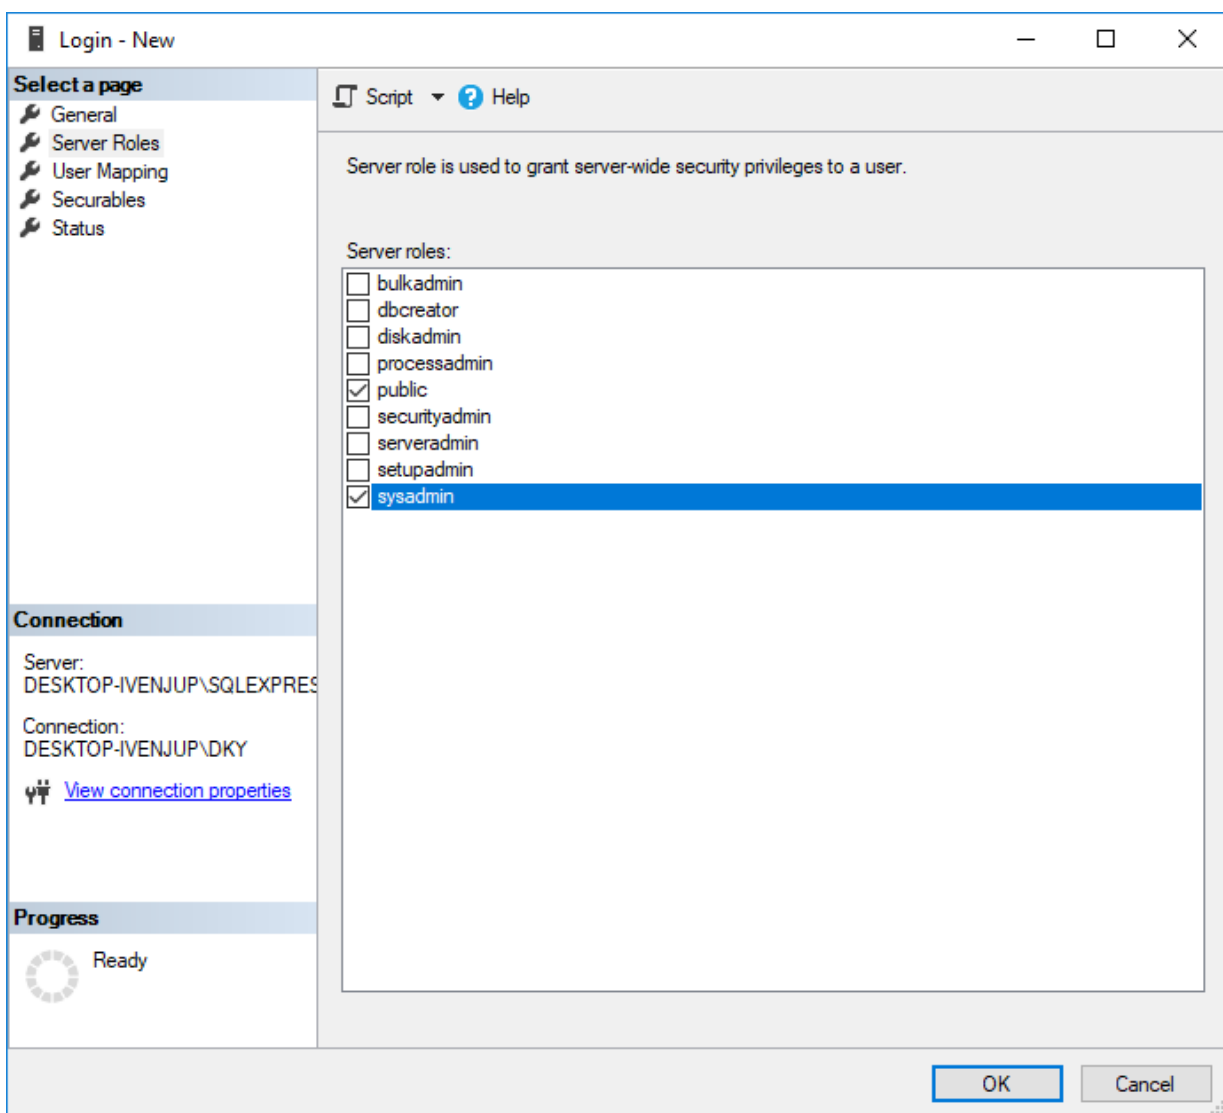 Login - New
Select a page
General
Server Roles
User Mapping
Securables
Status
Script
Help
Server role is used to grant server-wide security privileges to a user.
Server roles:
bulkadmin
dbcreator
diskadmin
processadmin
public
securityadmin
serveradmin
setupadmin
sysadmin
Connection
Server:
DESKTOP-IVENJUP\SQLEXPRES
Connection:
DESKTOP-IVENJUP\DKY
View connection properties
Progress
Ready
OK
Cancel